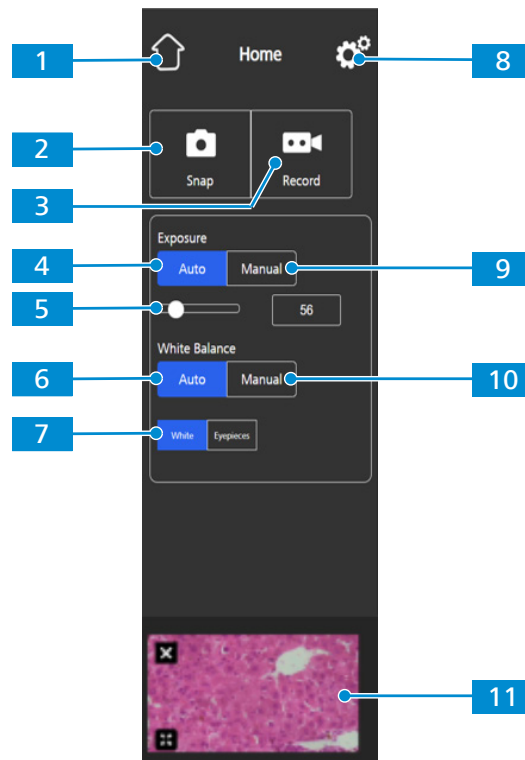 1
Home
8
2
Snap
Record
3
Exposure
4
Auto
Manual
9
5
56
White Balance
6
Auto
Manual
10
7
White
Eyepieces
11